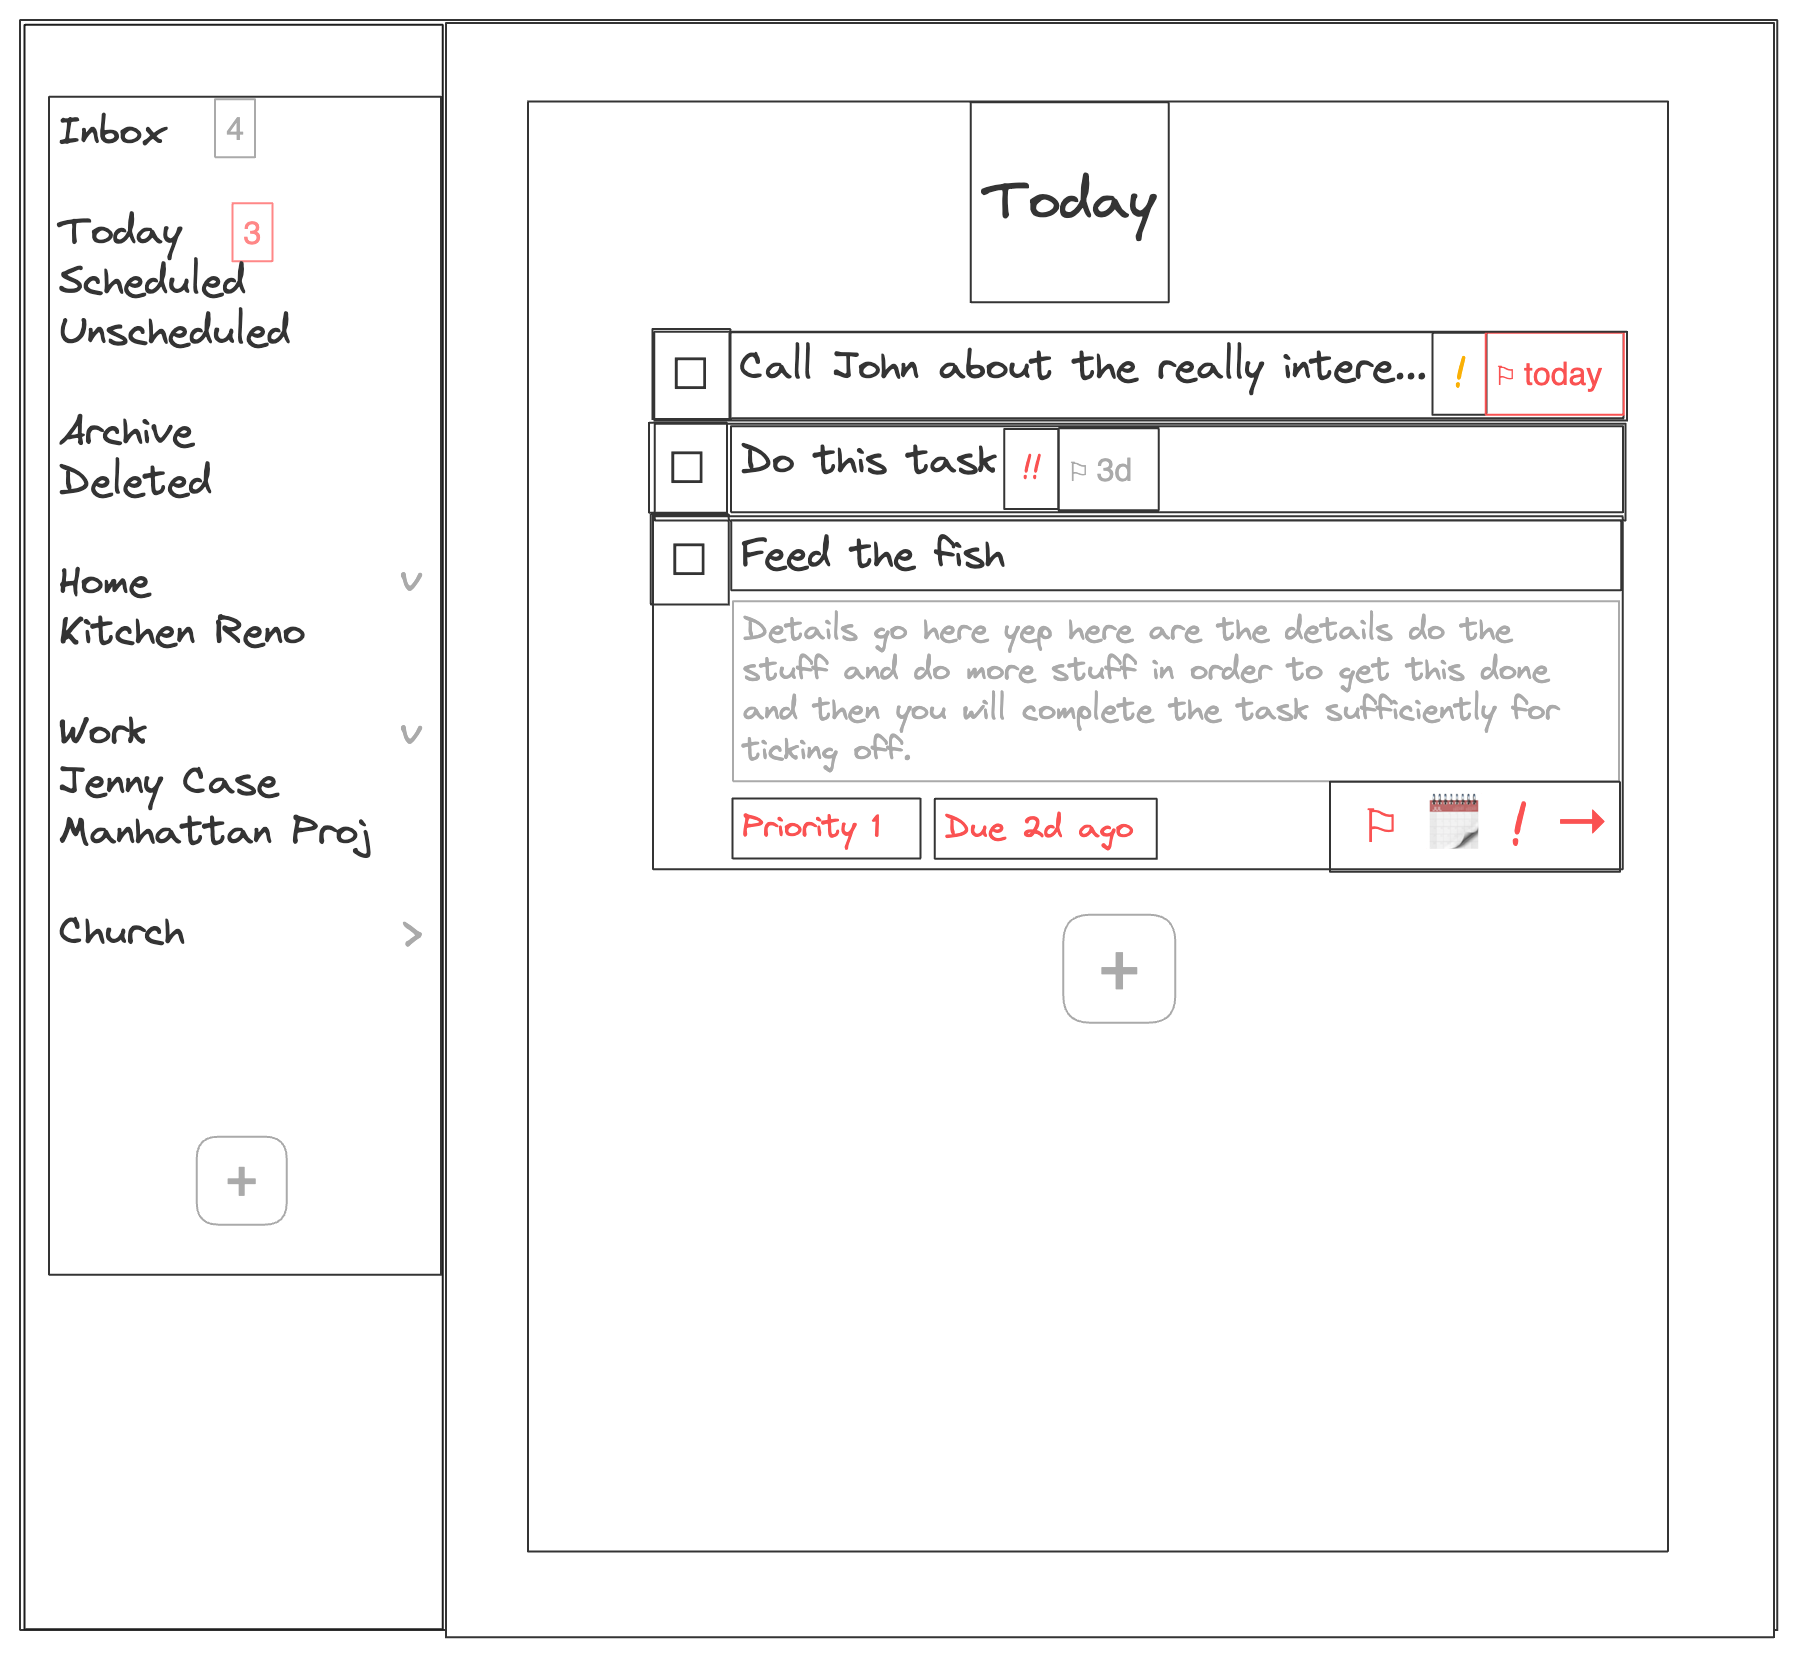 Inbox 4
Today 3
Scheduled
Unscheduled
Archive
Deleted
Home v
Kitchen Reno
Work v
Jenny Case
Manhattan Proj
Church >
+
Today
Call John about the really intere... ! ⚐ today
Do this task !! ⚐ 3d
Feed the fish
Details go here yep here are the details do the
stuff and do more stuff in order to get this done
and then you will complete the task sufficiently for
ticking off.
Priority 1 Due 2d ago ⚐ ! →
+